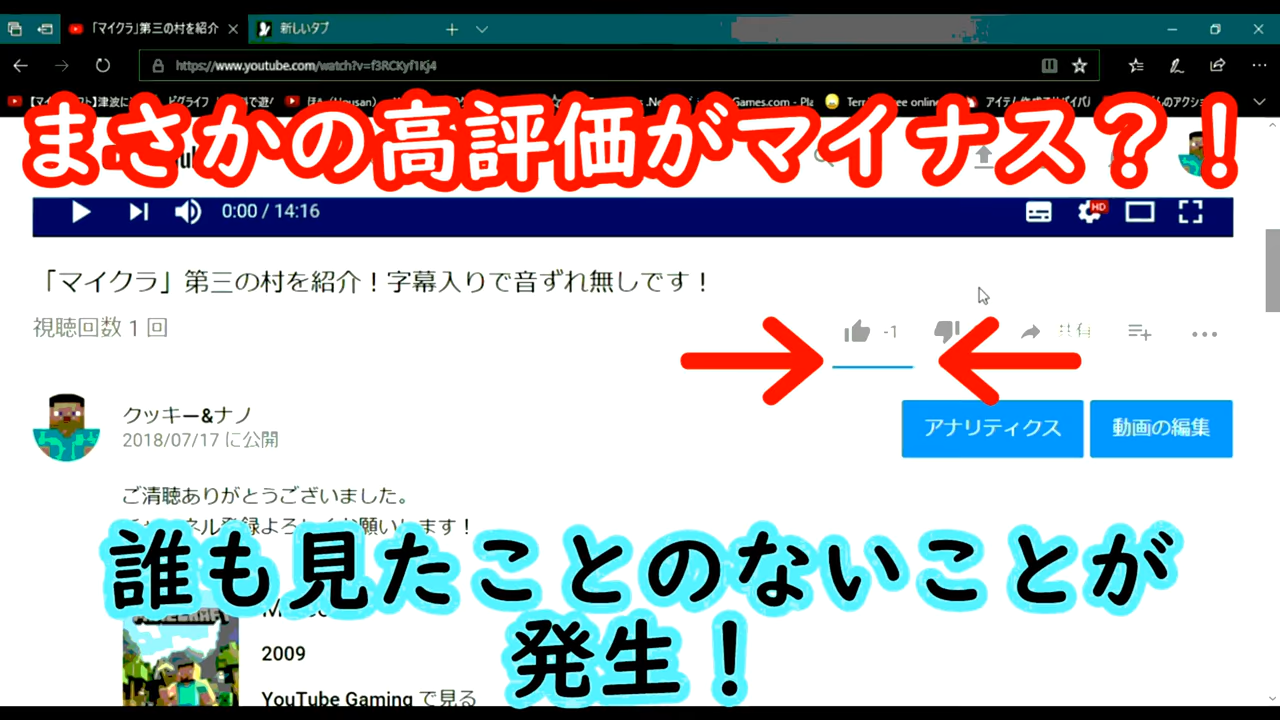 「マイクラ」第三の村を紹介
新しいタブ
https://www.youtube.com/watch?v=f3RCKyf1Kj4
まさかの高評価がマイナス？！
0:00 / 14:16
HD
「マイクラ」第三の村を紹介！字幕入りで音ずれ無しです！
視聴回数 1 回
-1
共有
クッキー&ナノ
2018/07/17 に公開
アナリティクス
動画の編集
ご清聴ありがとうございました。
誰も見たことのないことが
発生！
2009
YouTube Gaming で見る